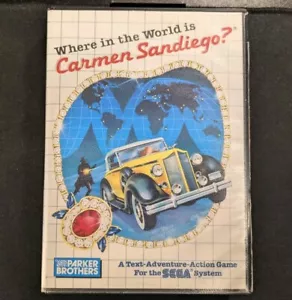 Where in the World is
Carmen Sandiego?
PARKER
BROTHERS
A Text-Adventure-Action Game
For the SEGA System